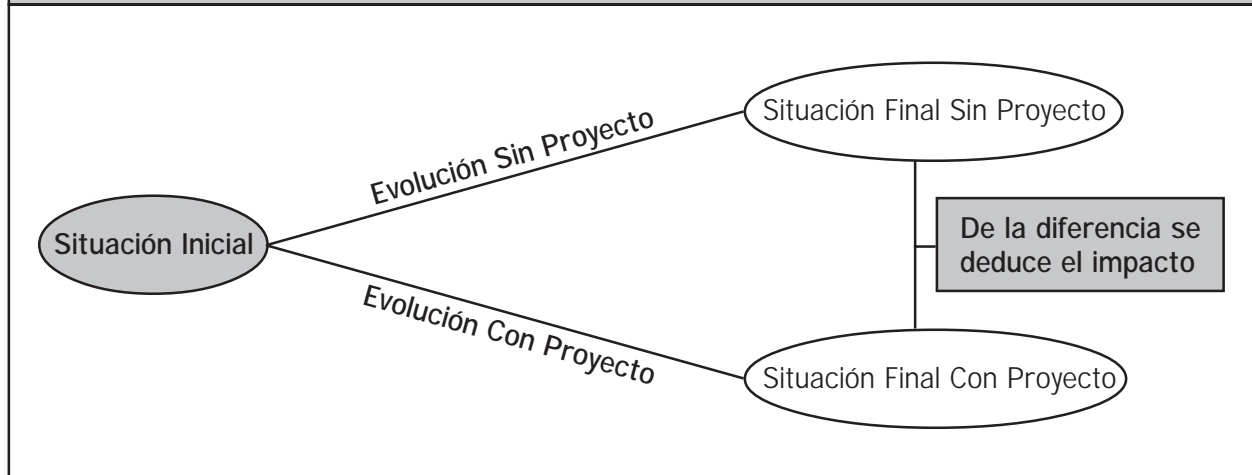 Situación Final Sin Proyecto
Evolución Sin Proyecto
Situación Inicial
De la diferencia se
deduce el impacto
Evolución Con Proyecto
Situación Final Con Proyecto